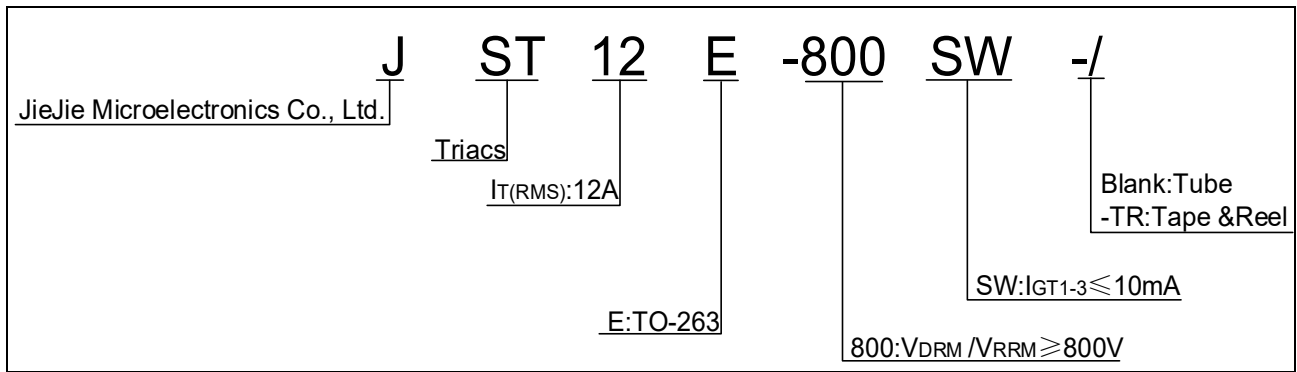 J ST 12 E -800 SW -/
JieJie Microelectronics Co., Ltd.
Triacs
IT(RMS):12A
Blank:Tube
-TR:Tape &Reel
SW:IGT1-3≤10mA
E:TO-263
800:VDRM /VRRM≥800V